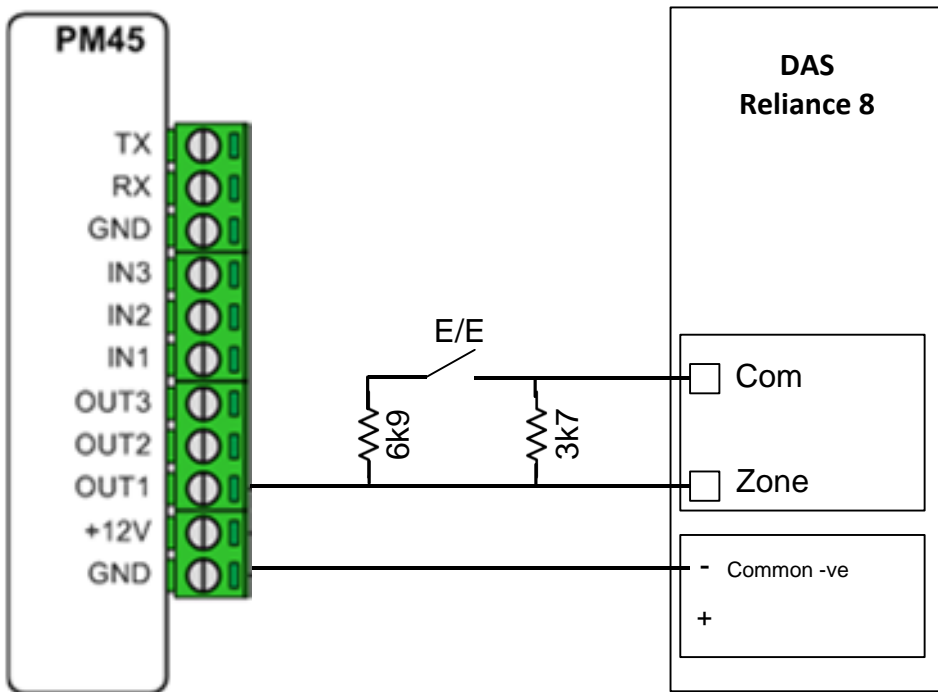 PM45
TX
RX
GND
IN3
IN2
IN1
OUT3
OUT2
OUT1
+12V
GND
E/E
6k9
3k7
DAS
Reliance 8
Com
Zone
- Common -ve
+